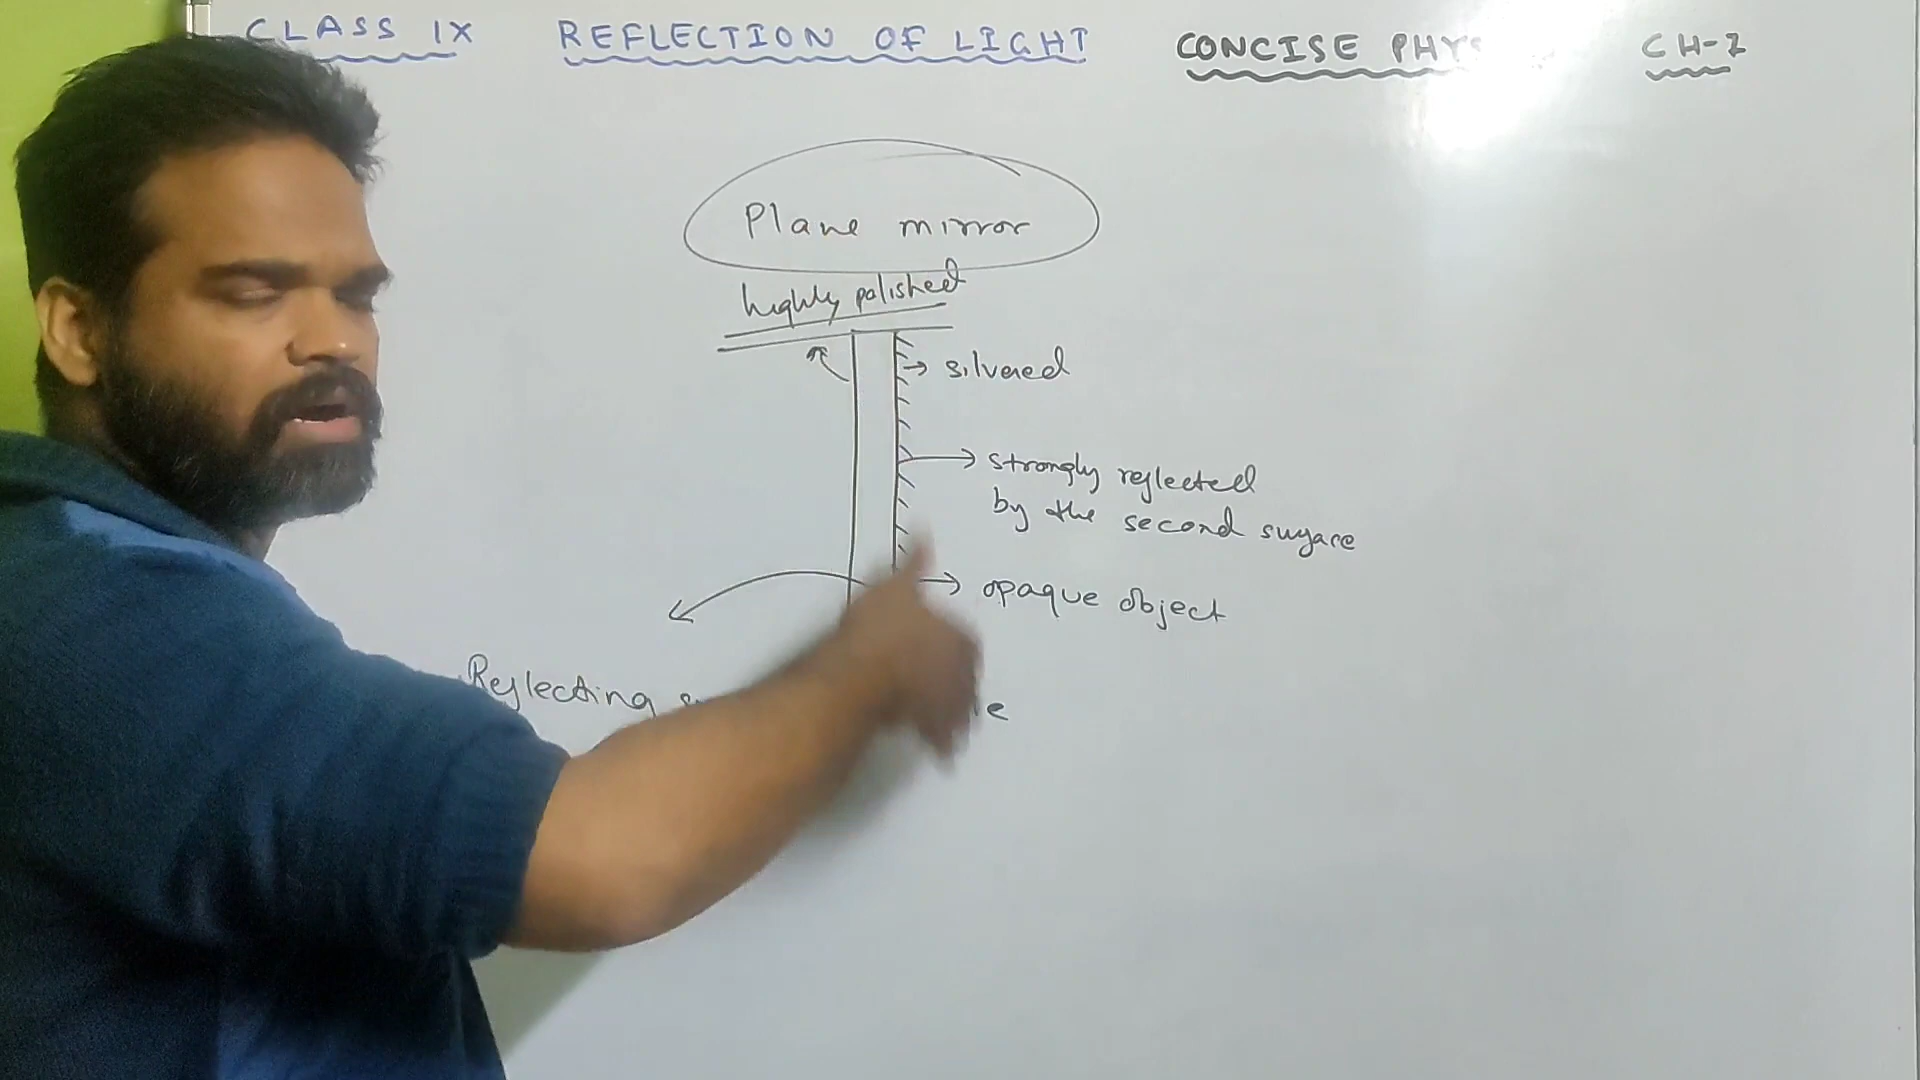 CLASS IX REFLECTION OF LIGHT CONCISE CH-7
Plane mirror
highly polished
silvered
strongly reflected
by the second surface
opaque object
Reflecting